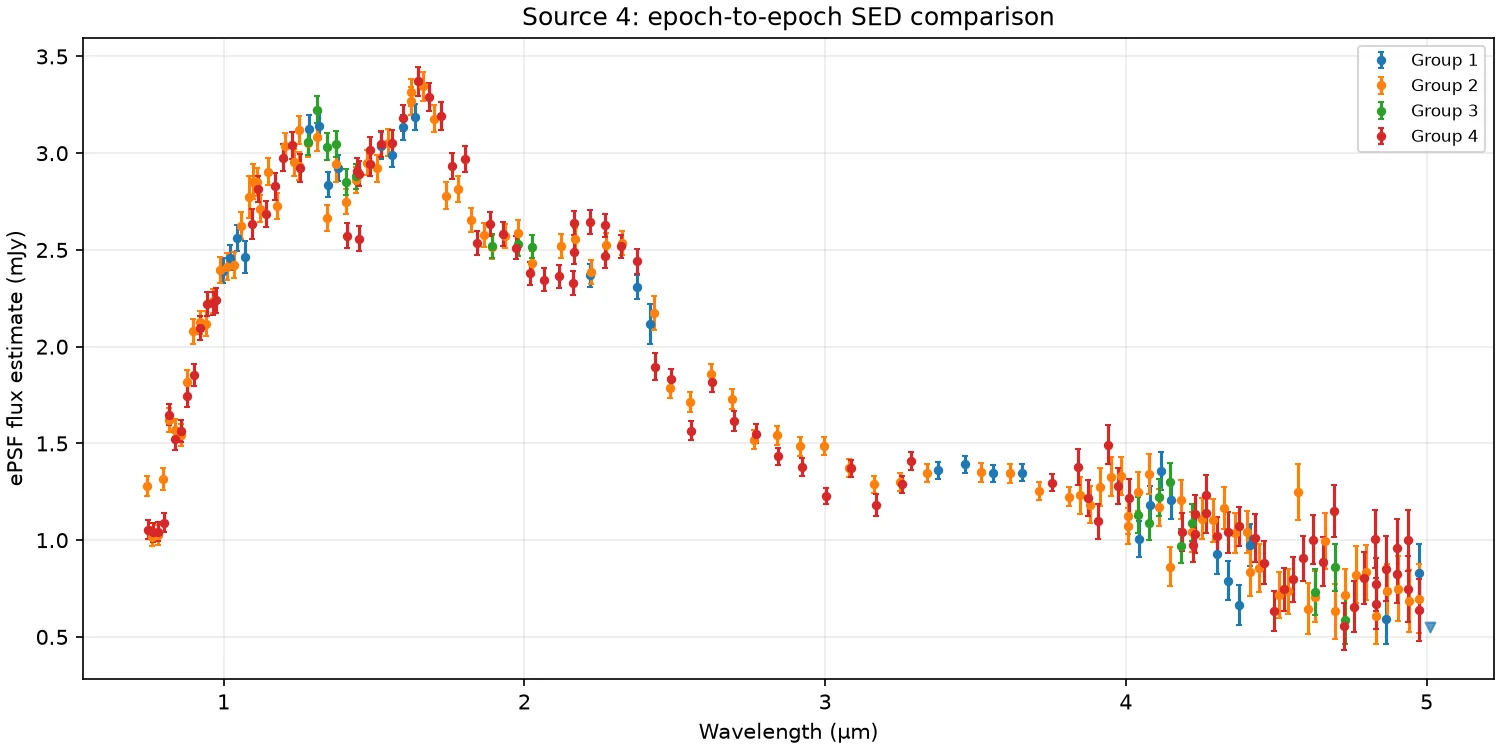 Source 4: epoch-to-epoch SED comparison
Group 1
Group 2
Group 3
Group 4
ePSF flux estimate (mJy)
3.5
3.0
2.5
2.0
1.5
1.0
0.5
1 2 3 4 5
Wavelength (μm)